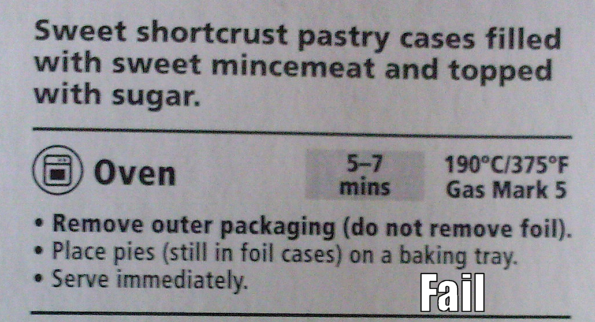 Sweet shortcrust pastry cases filled
with sweet mincemeat and topped
with sugar.
Oven
5–7
mins
190°C/375°F
Gas Mark 5
• Remove outer packaging (do not remove foil).
• Place pies (still in foil cases) on a baking tray.
• Serve immediately.
Fail